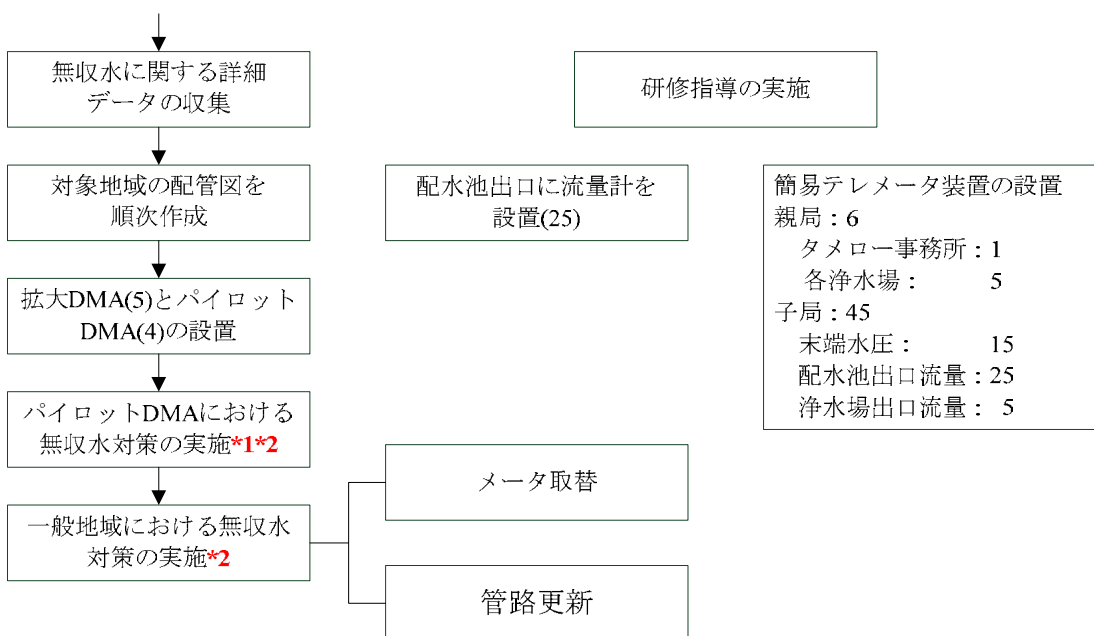 無収水に関する詳細
データの収集
研修指導の実施
対象地域の配管図を
順次作成
配水池出口に流量計を
設置(25)
簡易テレメータ装置の設置
親局：6
タメロー事務所：1
各浄水場： 5
子局：45
末端水圧： 15
配水池出口流量：25
浄水場出口流量： 5
拡大DMA(5)とパイロット
DMA(4)の設置
パイロットDMAにおける
無収水対策の実施*1*2
メータ取替
一般地域における無収水
対策の実施*2
管路更新